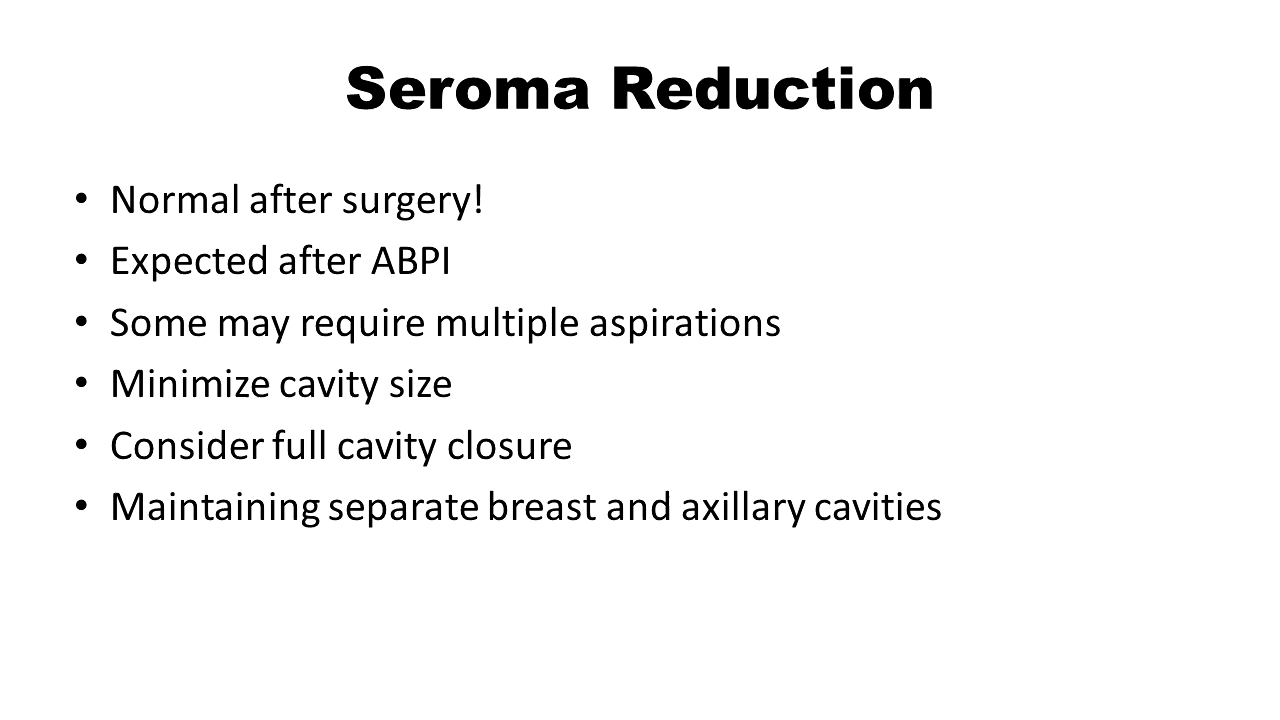 Seroma Reduction
• Normal after surgery!
• Expected after ABPI
• Some may require multiple aspirations
• Minimize cavity size
• Consider full cavity closure
• Maintaining separate breast and axillary cavities